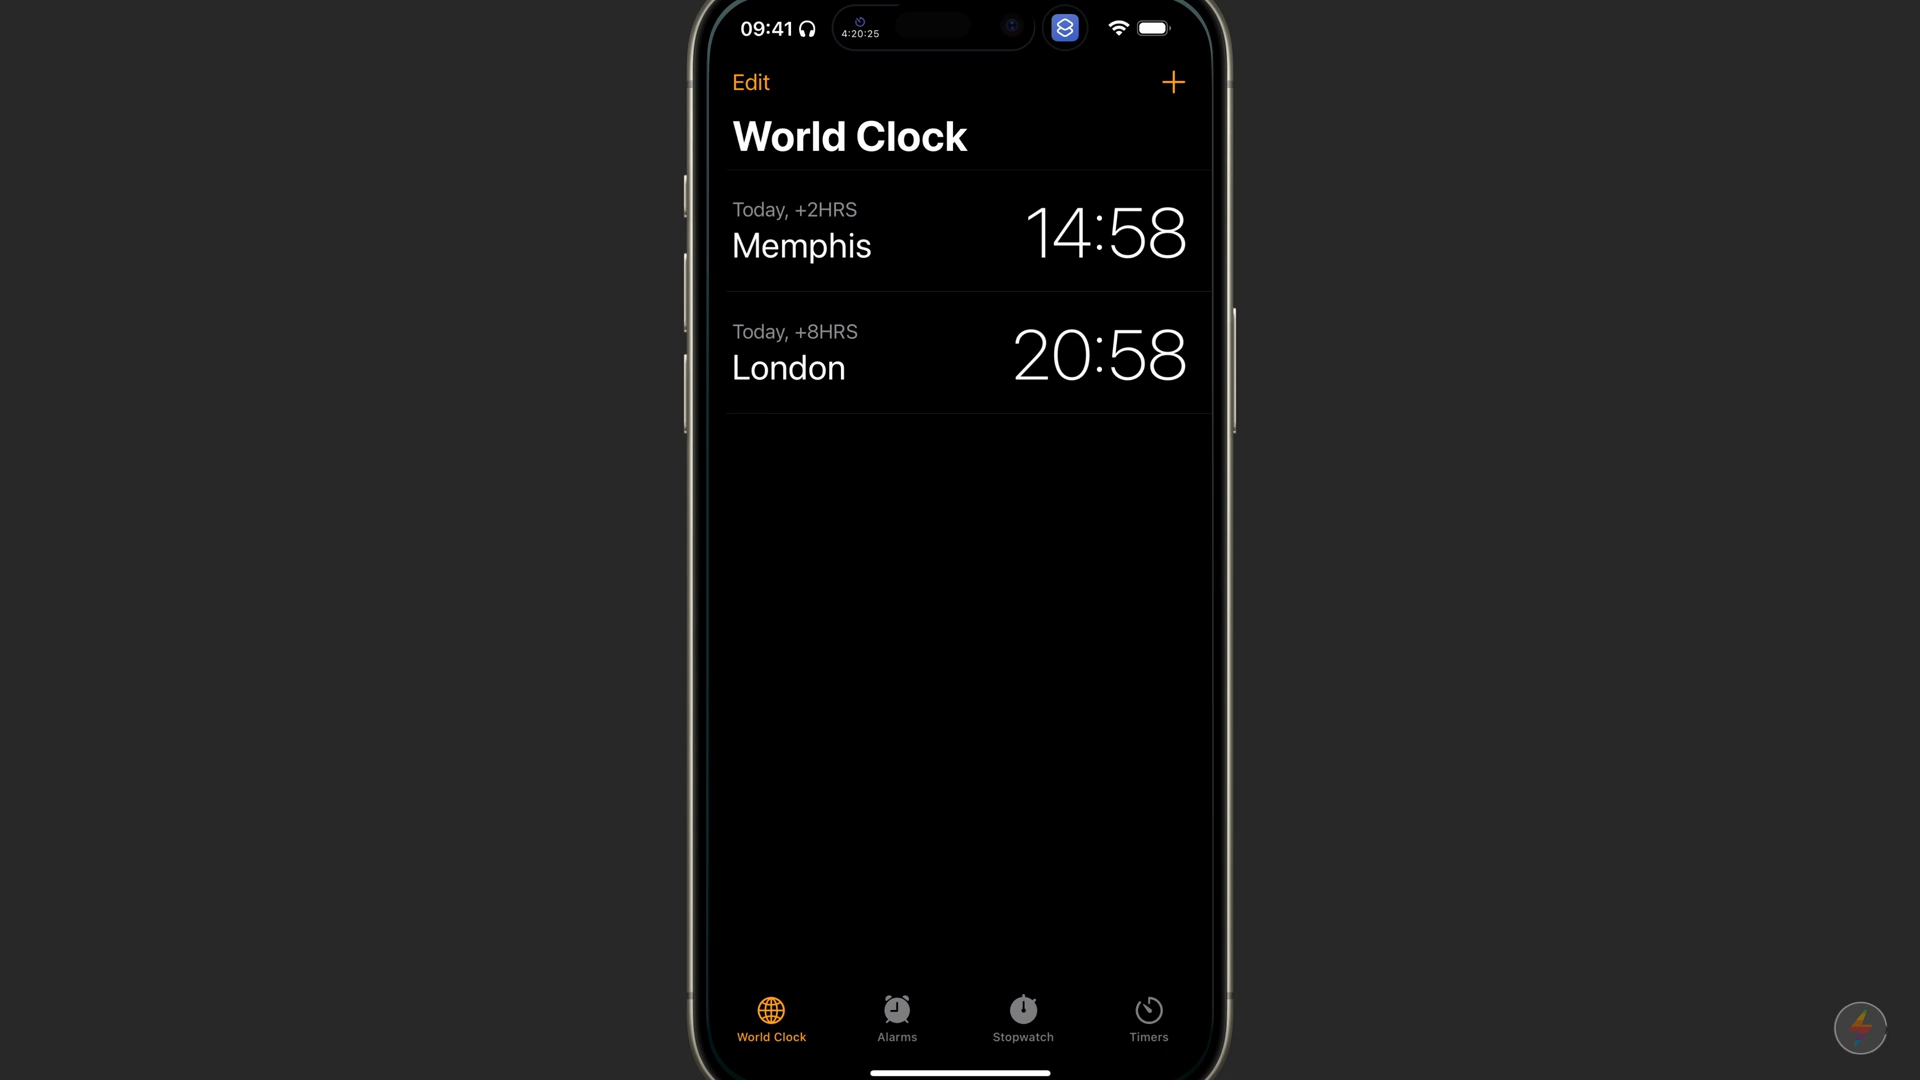 09:41
4:20:25
Edit
World Clock
Today, +2HRS
Memphis
14:58
Today, +8HRS
London
20:58
World Clock
Alarms
Stopwatch
Timers